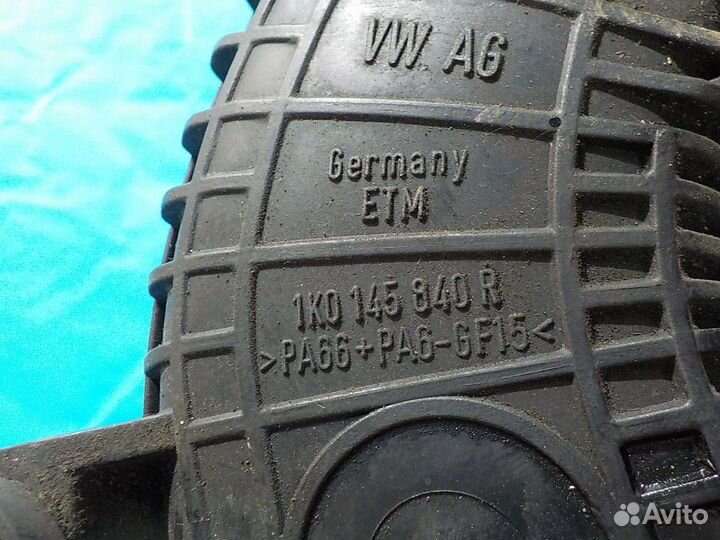 VW AG
Germany
ETM
1K0 145 840 R
>PA66+PA6-GF15<
Avito